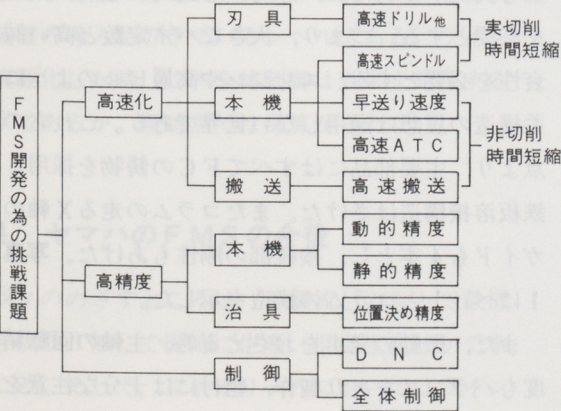 FMS開発の為の挑戦課題
高速化
高精度
刃具
本機
搬送
本機
治具
制御
高速ドリル他
高速スピンドル
早送り速度
高速ATC
高速搬送
動的精度
静的精度
位置決め精度
DNC
全体制御
実切削
時間短縮
非切削
時間短縮